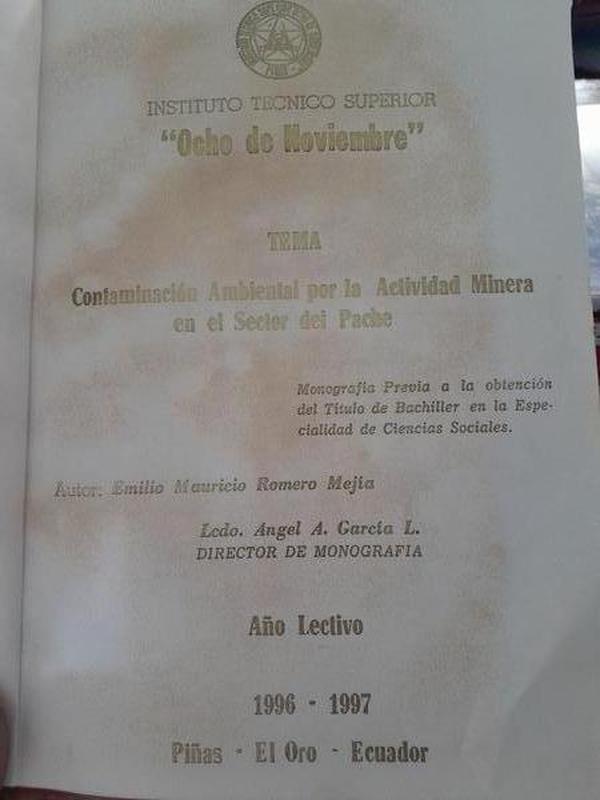 INSTITUTO TECNICO SUPERIOR
"Ocho de Noviembre"
TEMA
Contaminación Ambiental por la Actividad Minera
en el Sector del Pache
Monografía Previa a la obtención
del Título de Bachiller en la Espe-
cialidad de Ciencias Sociales.
Autor: Emilio Mauricio Romero Mejía
Lcdo. Angel A. García L.
DIRECTOR DE MONOGRAFIA
Año Lectivo
1996 - 1997
Piñas - El Oro - Ecuador